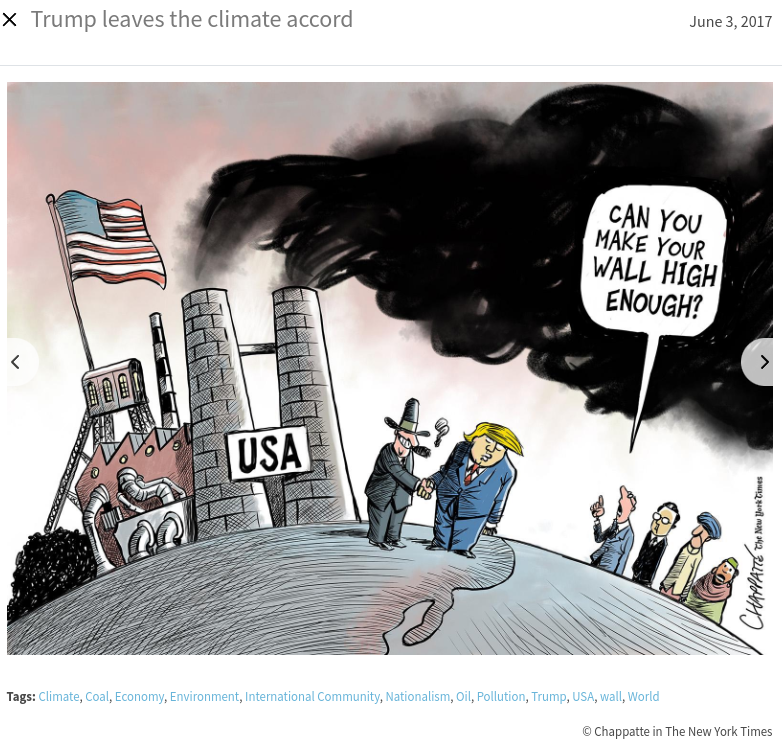 Trump leaves the climate accord
June 3, 2017
CAN YOU
MAKE YOUR
WALL HIGH
ENOUGH?
USA
CHAPPATTE The New York Times
Tags: Climate, Coal, Economy, Environment, International Community, Nationalism, Oil, Pollution, Trump, USA, wall, World
© Chappatte in The New York Times